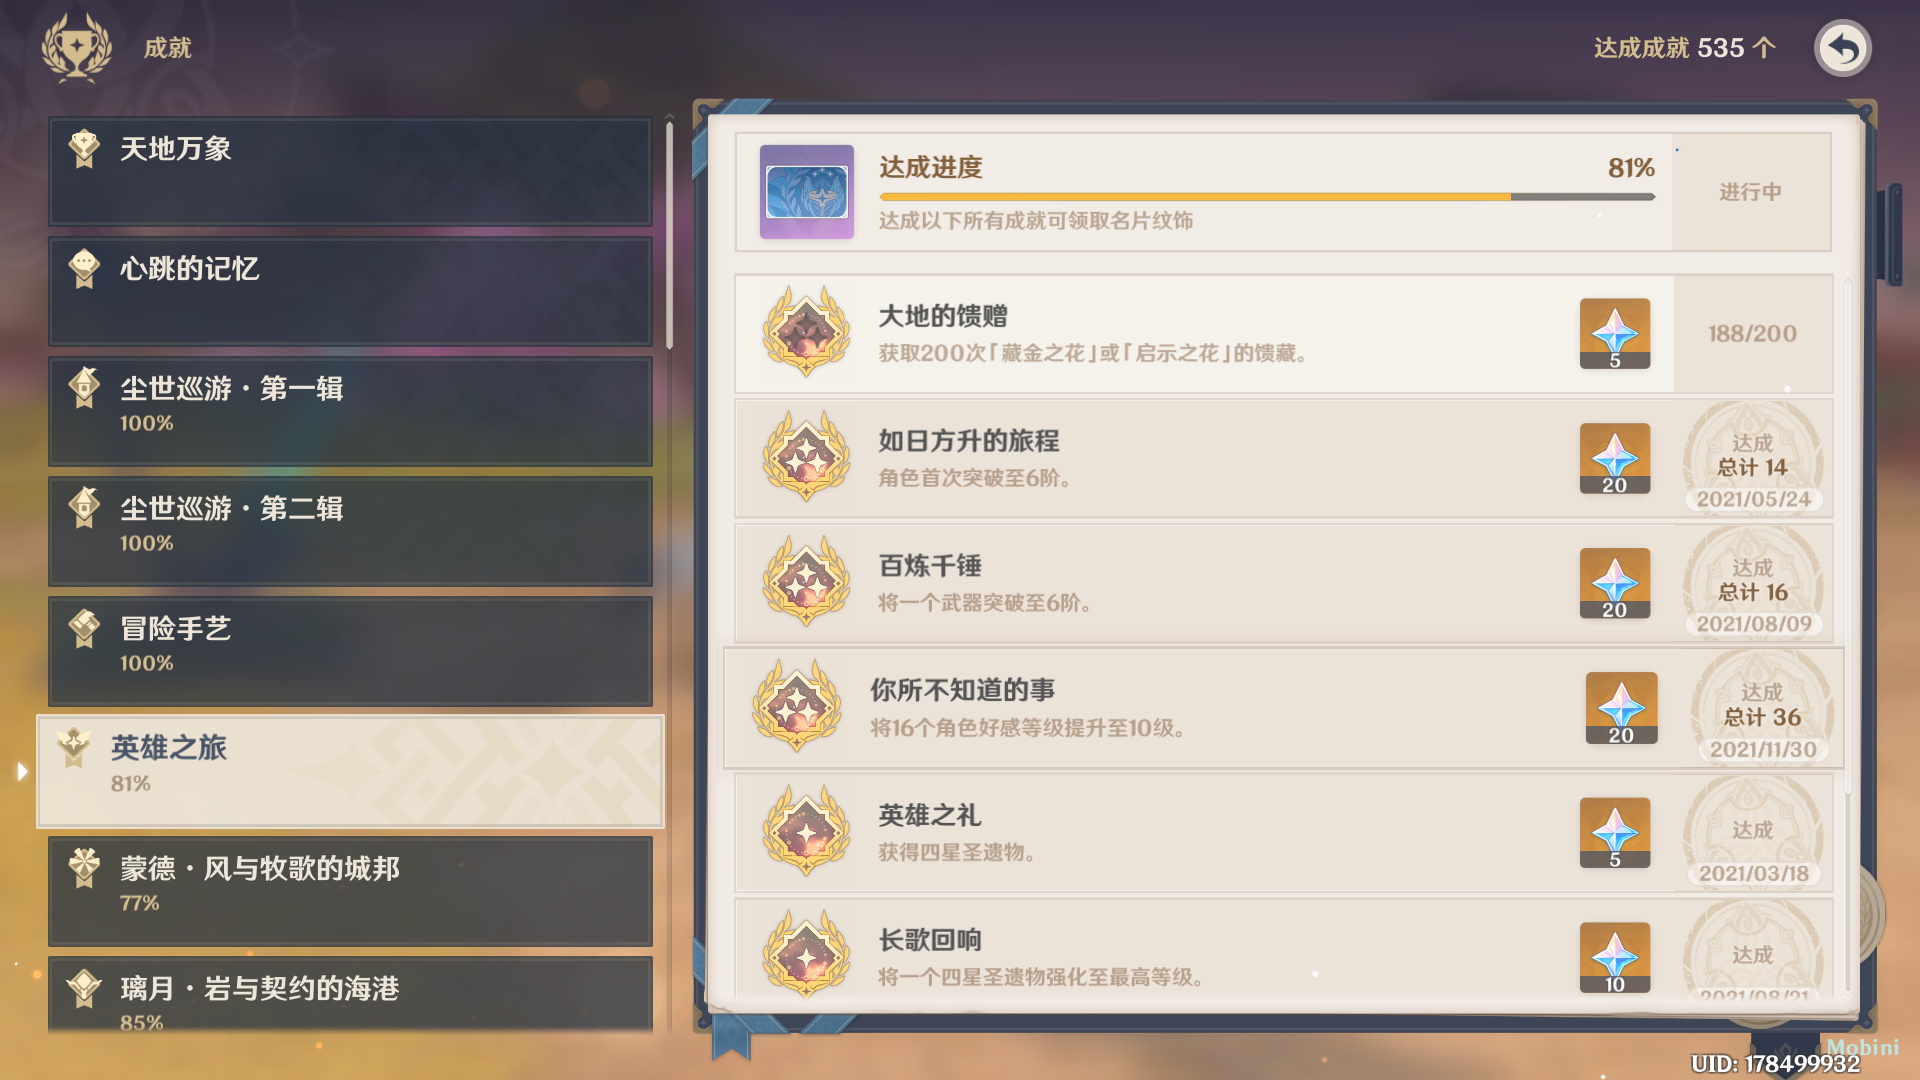 成就
达成成就 535 个
天地万象
心跳的记忆
尘世巡游·第一辑
100%
尘世巡游·第二辑
100%
冒险手艺
100%
英雄之旅
81%
蒙德·风与牧歌的城邦
77%
璃月·岩与契约的海港
85%
达成进度
81%
达成以下所有成就可领取名片纹饰
进行中
大地的馈赠
获取200次「藏金之花」或「启示之花」的馈藏。
5
188/200
如日方升的旅程
角色首次突破至6阶。
20
达成
总计 14
2021/05/24
百炼千锤
将一个武器突破至6阶。
20
达成
总计 16
2021/08/09
你所不知道的事
将16个角色好感等级提升至10级。
20
达成
总计 36
2021/11/30
英雄之礼
获得四星圣遗物。
5
达成
2021/03/18
长歌回响
将一个四星圣遗物强化至最高等级。
10
达成
2021/08/21
Mobini
UID: 178499932